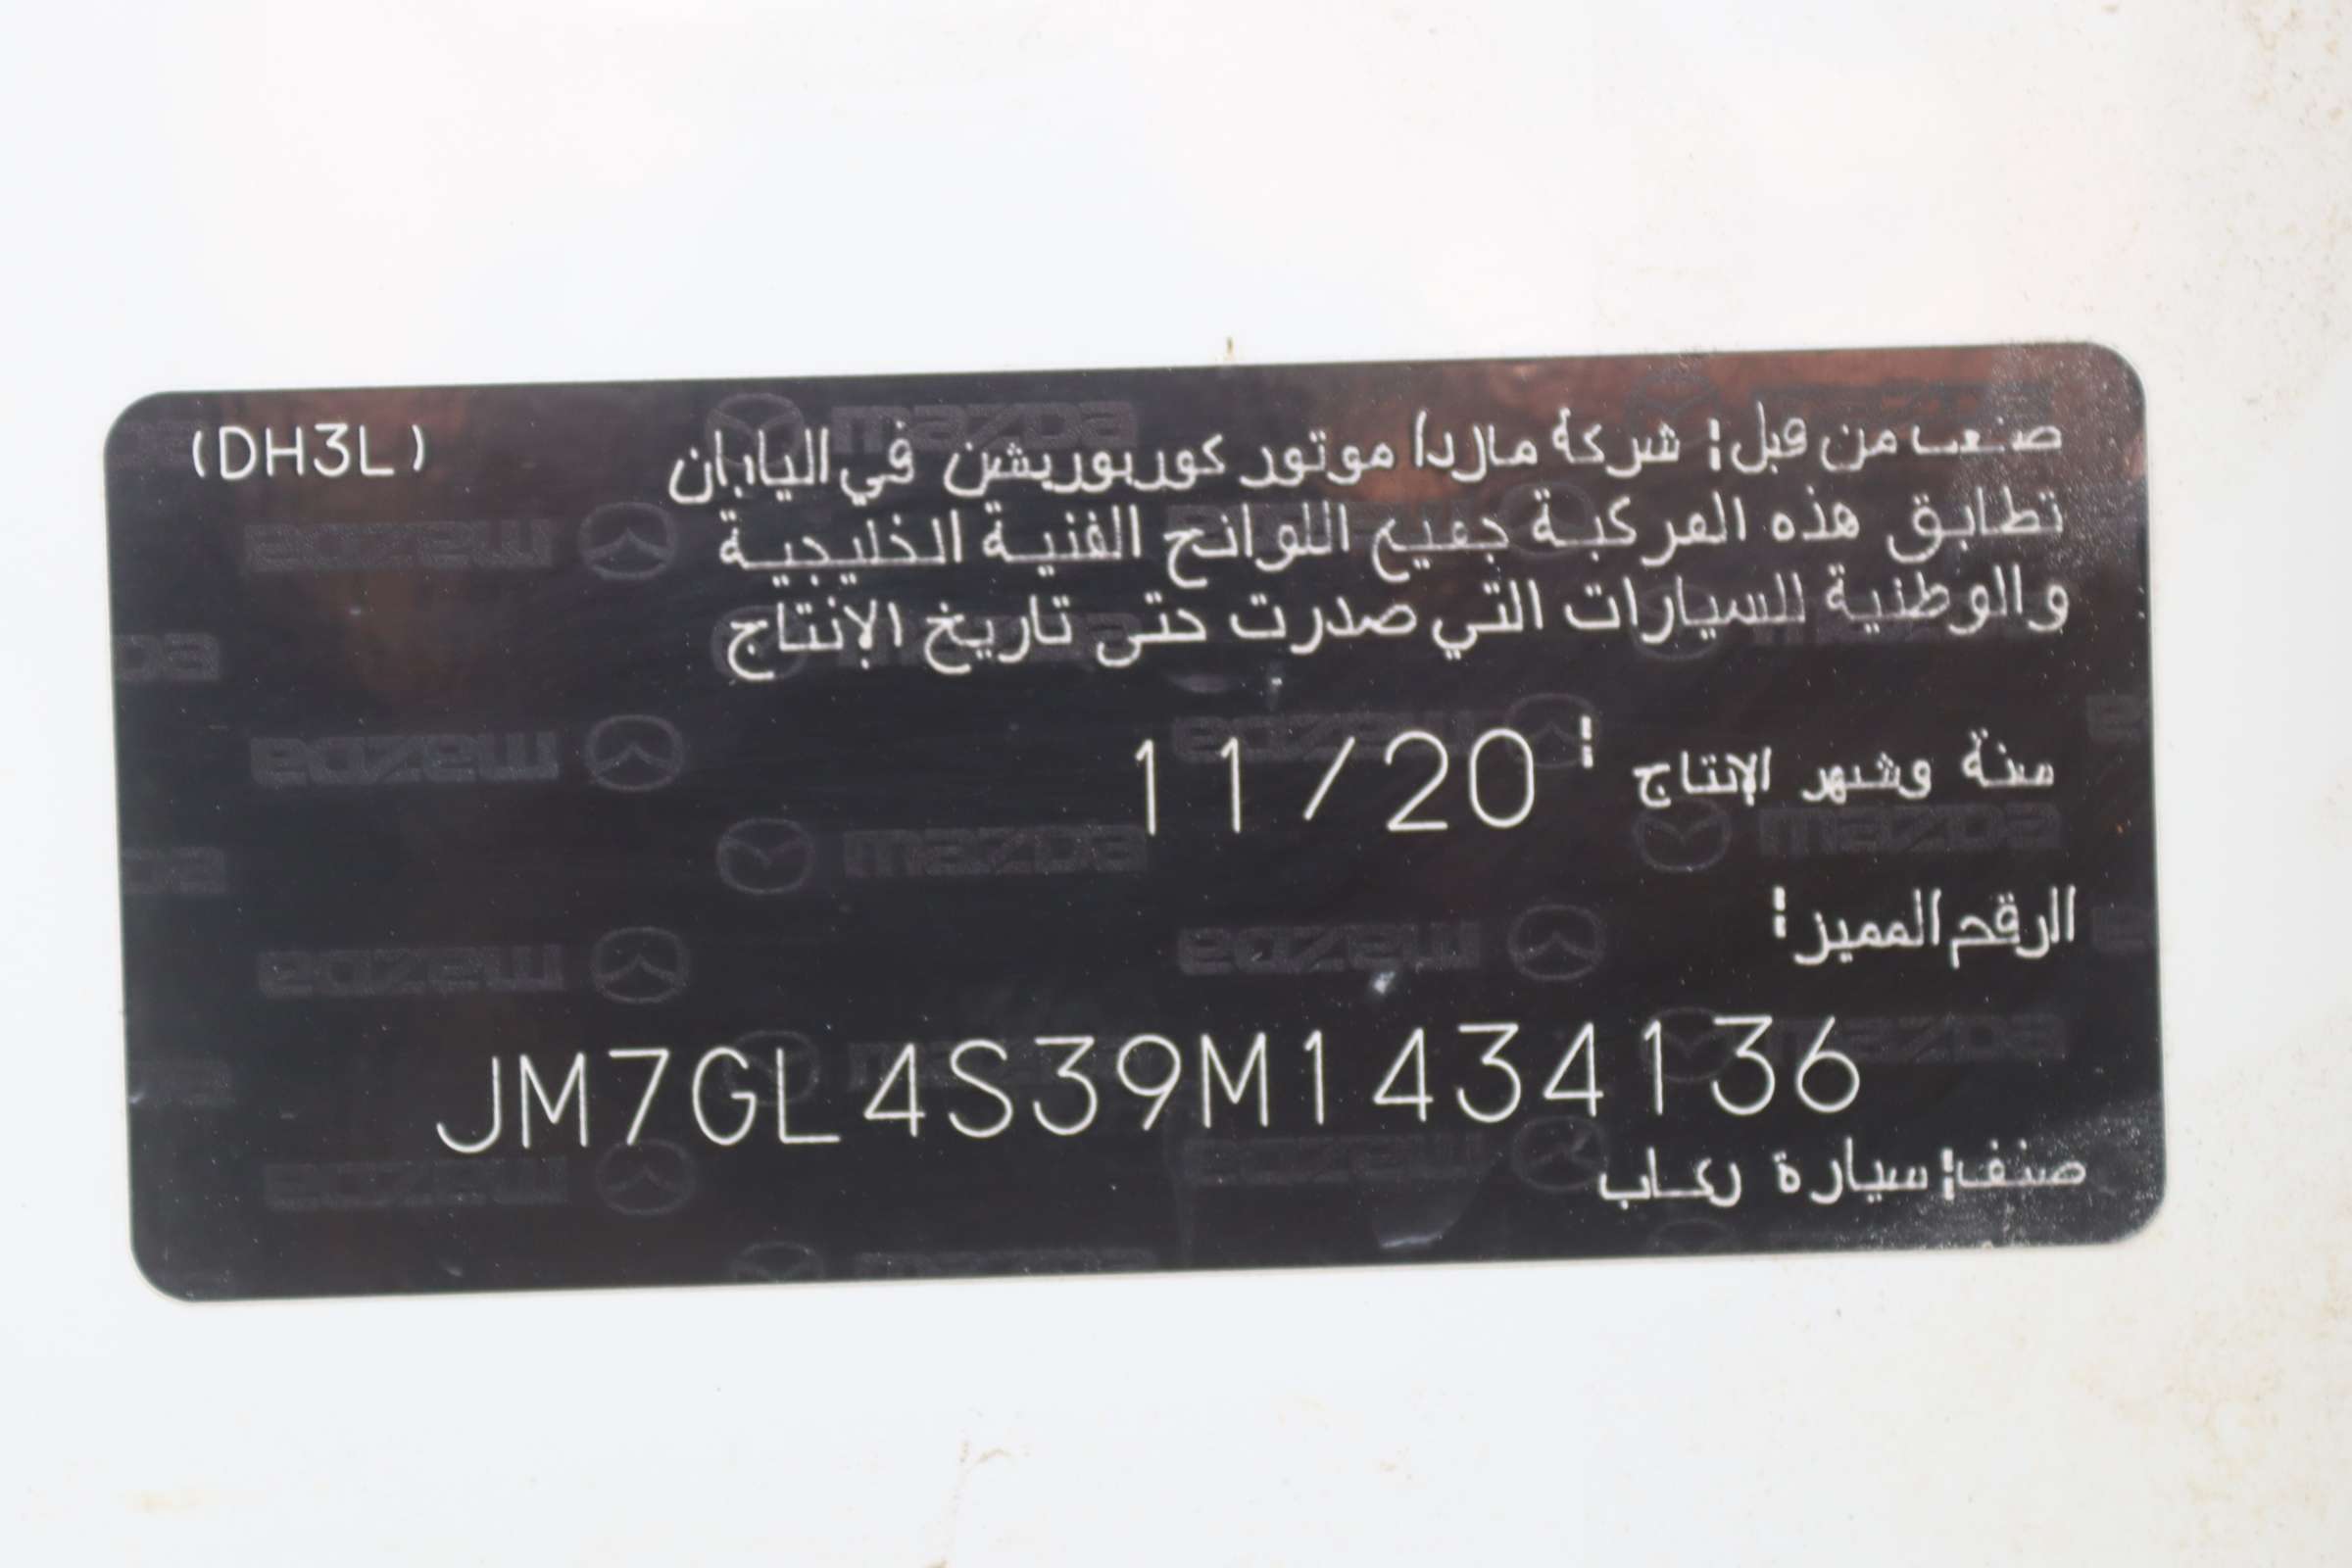 (DH3L)
صنعت من قبل: شركة مازدا موتور كوربوريشن في اليابان
تطابق هذه المركبة جميع اللوائح الفنية الخليجية
والوطنية للسيارات التي صدرت حتى تاريخ الإنتاج
سنة وشهر الإنتاج: 11/20
الرقم المميز:
JM7GL4S39M1434136
صنف: سيارة ركاب
mazda